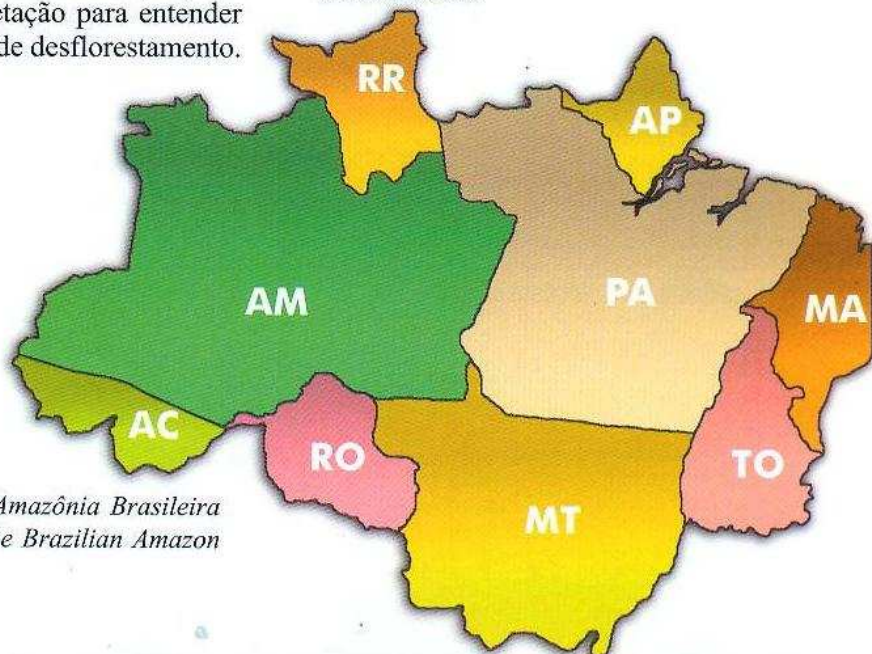 etação para entender
de desflorestamento.
RR
AP
AM
PA
MA
AC
RO
TO
MT
Amazônia Brasileira
e Brazilian Amazon